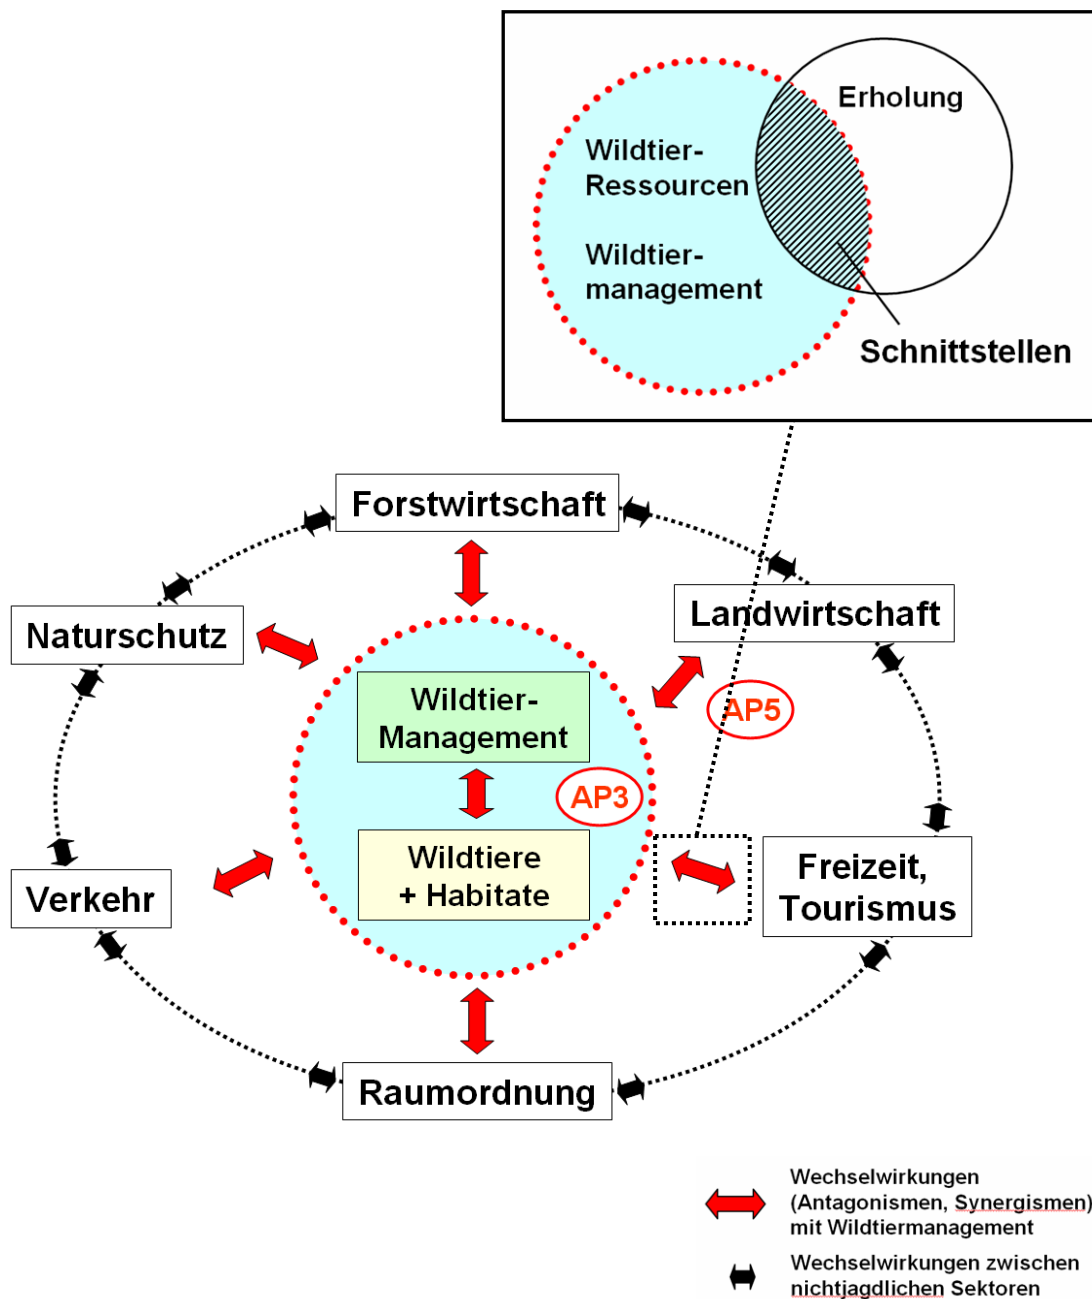 Erholung
Wildtier-
Ressourcen
Wildtier-
management
Schnittstellen
Forstwirtschaft
Naturschutz
Landwirtschaft
Wildtier-
Management
AP5
AP3
Wildtiere
+ Habitate
Verkehr
Freizeit,
Tourismus
Raumordnung
Wechselwirkungen
(Antagonismen, Synergismen)
mit Wildtiermanagement
Wechselwirkungen zwischen
nichtjagdlichen Sektoren